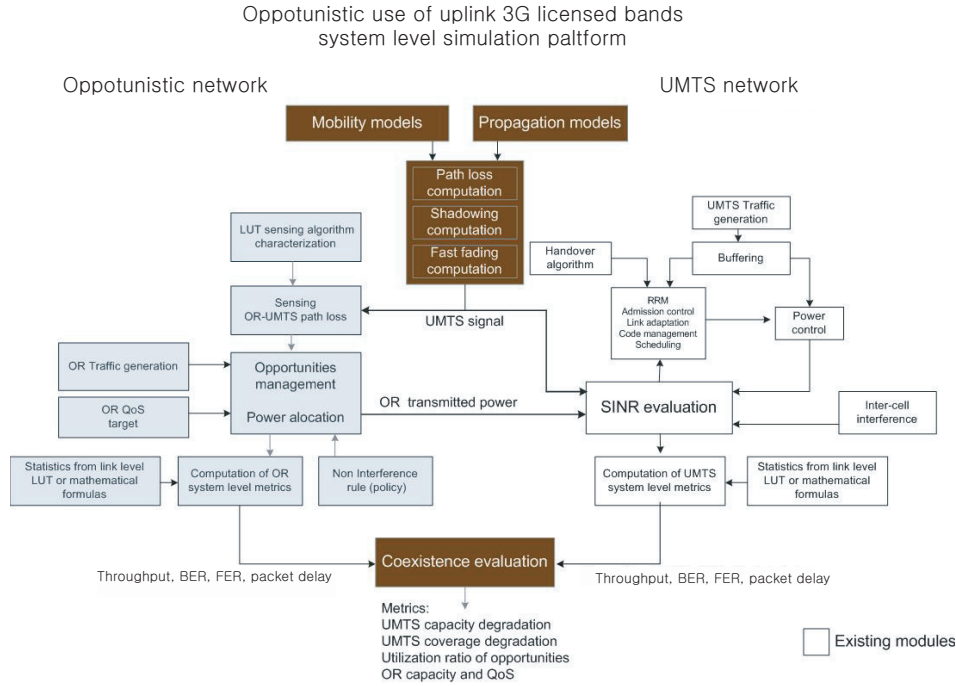 Oppotunistic use of uplink 3G licensed bands
system level simulation paltform
Oppotunistic network
UMTS network
Mobility models
Propagation models
Path loss
computation
Shadowing
computation
Fast fading
computation
LUT sensing algorithm
characterization
UMTS Traffic
generation
Handover
algorithm
Buffering
Sensing
OR-UMTS path loss
UMTS signal
RRM
Admission control
Link adaptation
Code management
Scheduling
Power
control
OR Traffic generation
Opportunities
management
Power alocation
OR QoS
target
OR transmitted power
SINR evaluation
Inter-cell
interference
Statistics from link level
LUT or mathematical
formulas
Computation of OR
system level metrics
Non Interference
rule (policy)
Computation of UMTS
system level metrics
Statistics from link level
LUT or mathematical
formulas
Coexistence evaluation
Throughput, BER, FER, packet delay
Throughput, BER, FER, packet delay
Metrics:
UMTS capacity degradation
UMTS coverage degradation
Utilization ratio of opportunities
OR capacity and QoS
Existing modules